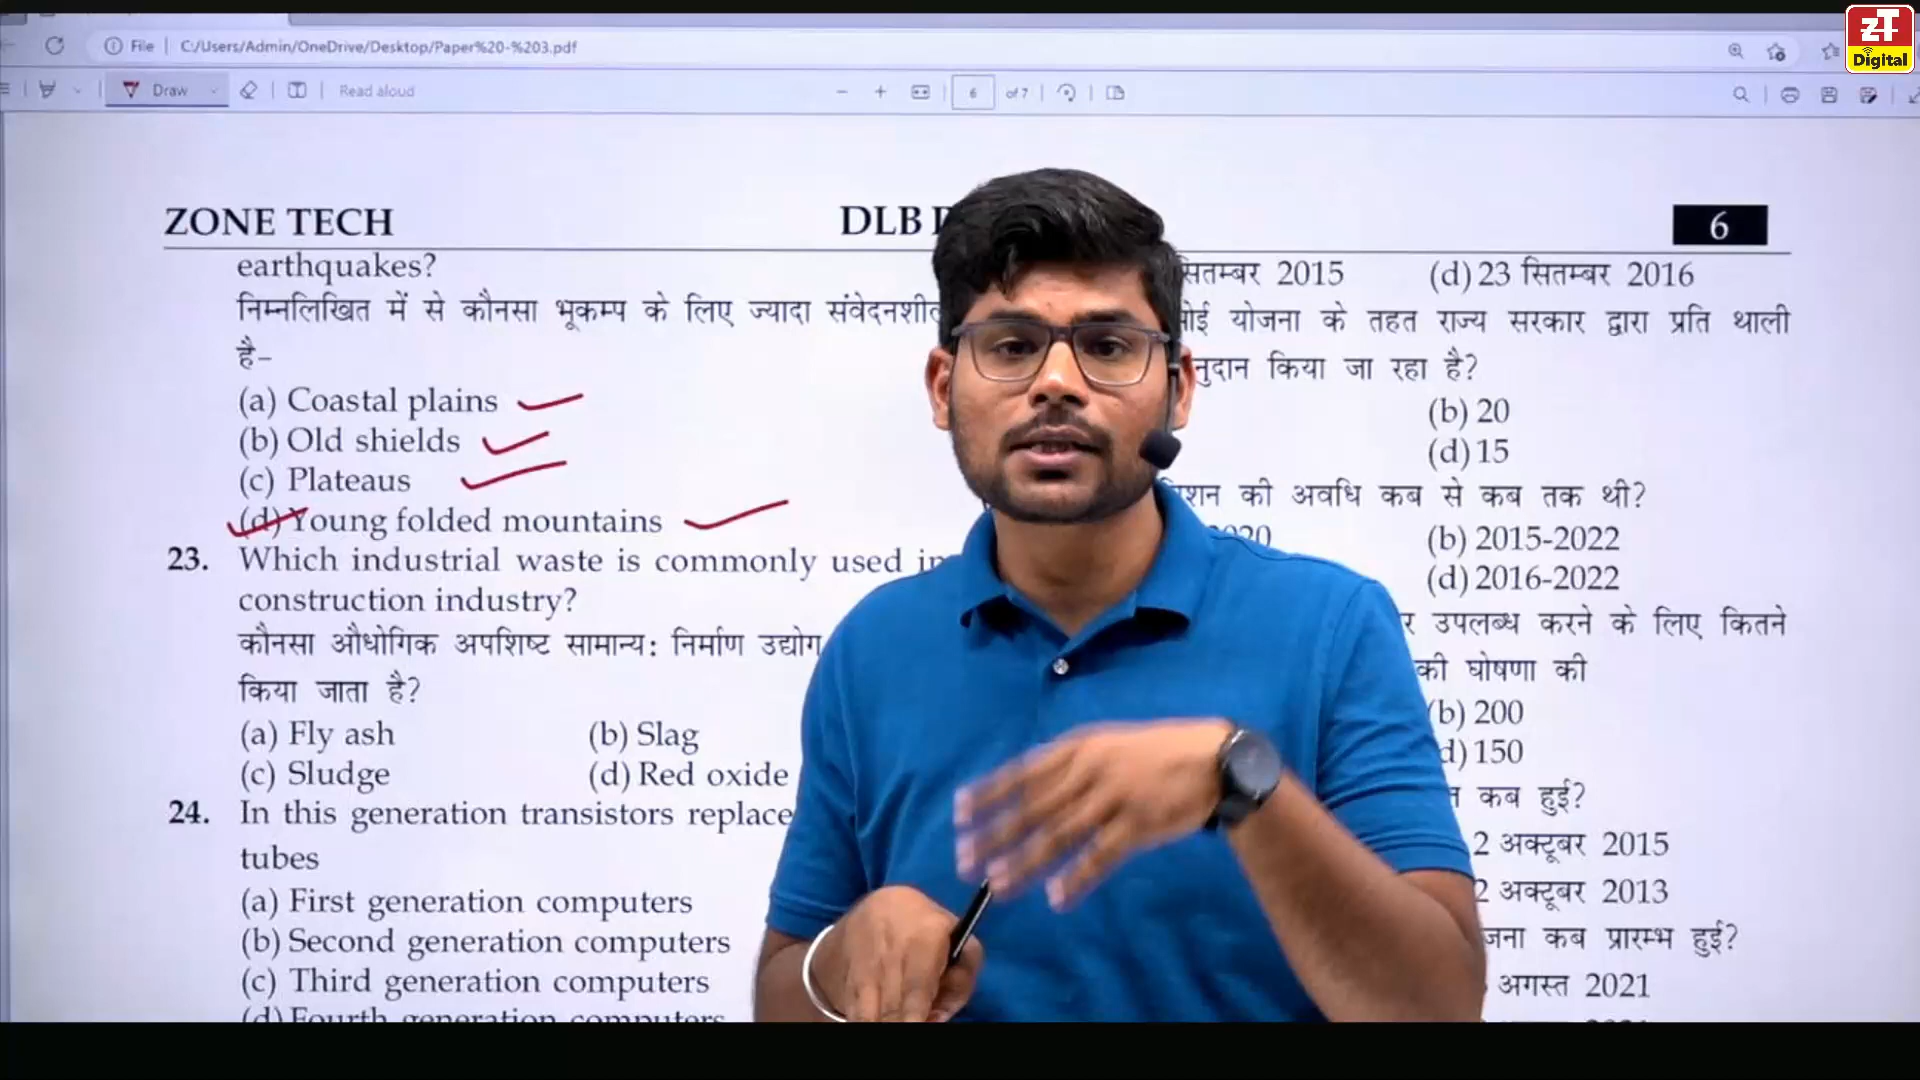 File C:/Users/Admin/OneDrive/Desktop/Paper%20-%203.pdf
ZT
Digital
Draw Read aloud 6 of 7
ZONE TECH DLB 6
earthquakes?
निम्नलिखित में से कौनसा भूकम्प के लिए ज्यादा
है-
(a) Coastal plains
(b) Old shields
(c) Plateaus
(d) Young folded mountains
23. Which industrial waste is commonly used in
construction industry?
कौनसा औधोगिक अपशिष्ट सामान्य: निर्माण उद्योग
किया जाता है?
(a) Fly ash (b) Slag
(c) Sludge (d) Red oxide
24. In this generation transistors replace
tubes
(a) First generation computers
(b) Second generation computers
(c) Third generation computers
(d) Fourth generation computers
सितम्बर 2015 (d) 23 सितम्बर 2016
योजना के तहत राज्य सरकार द्वारा प्रति थाली
किया जा रहा है?
(b) 20
(d) 15
की अवधि कब से कब तक थी?
(b) 2015-2022
(d) 2016-2022
उपलब्ध करने के लिए कितने
की घोषणा की
(b) 200
(d) 150
कब हुई?
2 अक्टूबर 2015
2 अक्टूबर 2013
कब प्रारम्भ हुई?
अगस्त 2021